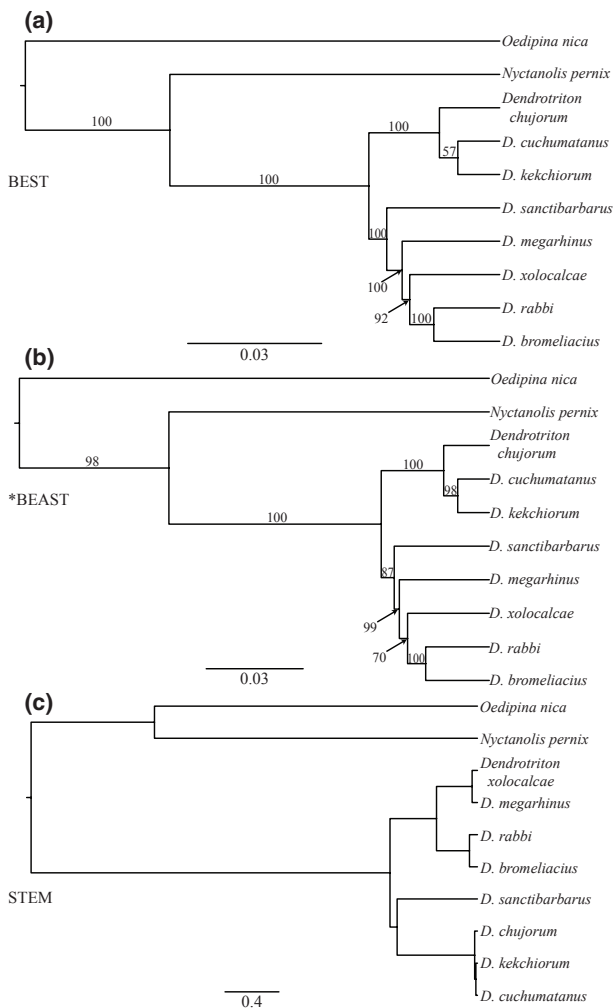 (a)
Oedipina nica
Nyctanolis pernix
100
Dendrotriton
chujorum
100
D. cuchumatanus
57
BEST
100
D. kekchiorum
D. sanctibarbarus
100
D. megarhinus
100
D. xolocalcae
92
100
D. rabbi
D. bromeliacius
0.03
(b)
Oedipina nica
Nyctanolis pernix
Dendrotriton
chujorum
98
100
D. cuchumatanus
98
*BEAST
100
D. kekchiorum
D. sanctibarbarus
87
D. megarhinus
99
D. xolocalcae
70
100
D. rabbi
D. bromeliacius
0.03
(c)
Oedipina nica
Nyctanolis pernix
Dendrotriton
xolocalcae
D. megarhinus
D. rabbi
D. bromeliacius
STEM
D. sanctibarbarus
D. chujorum
D. kekchiorum
D. cuchumatanus
0.4